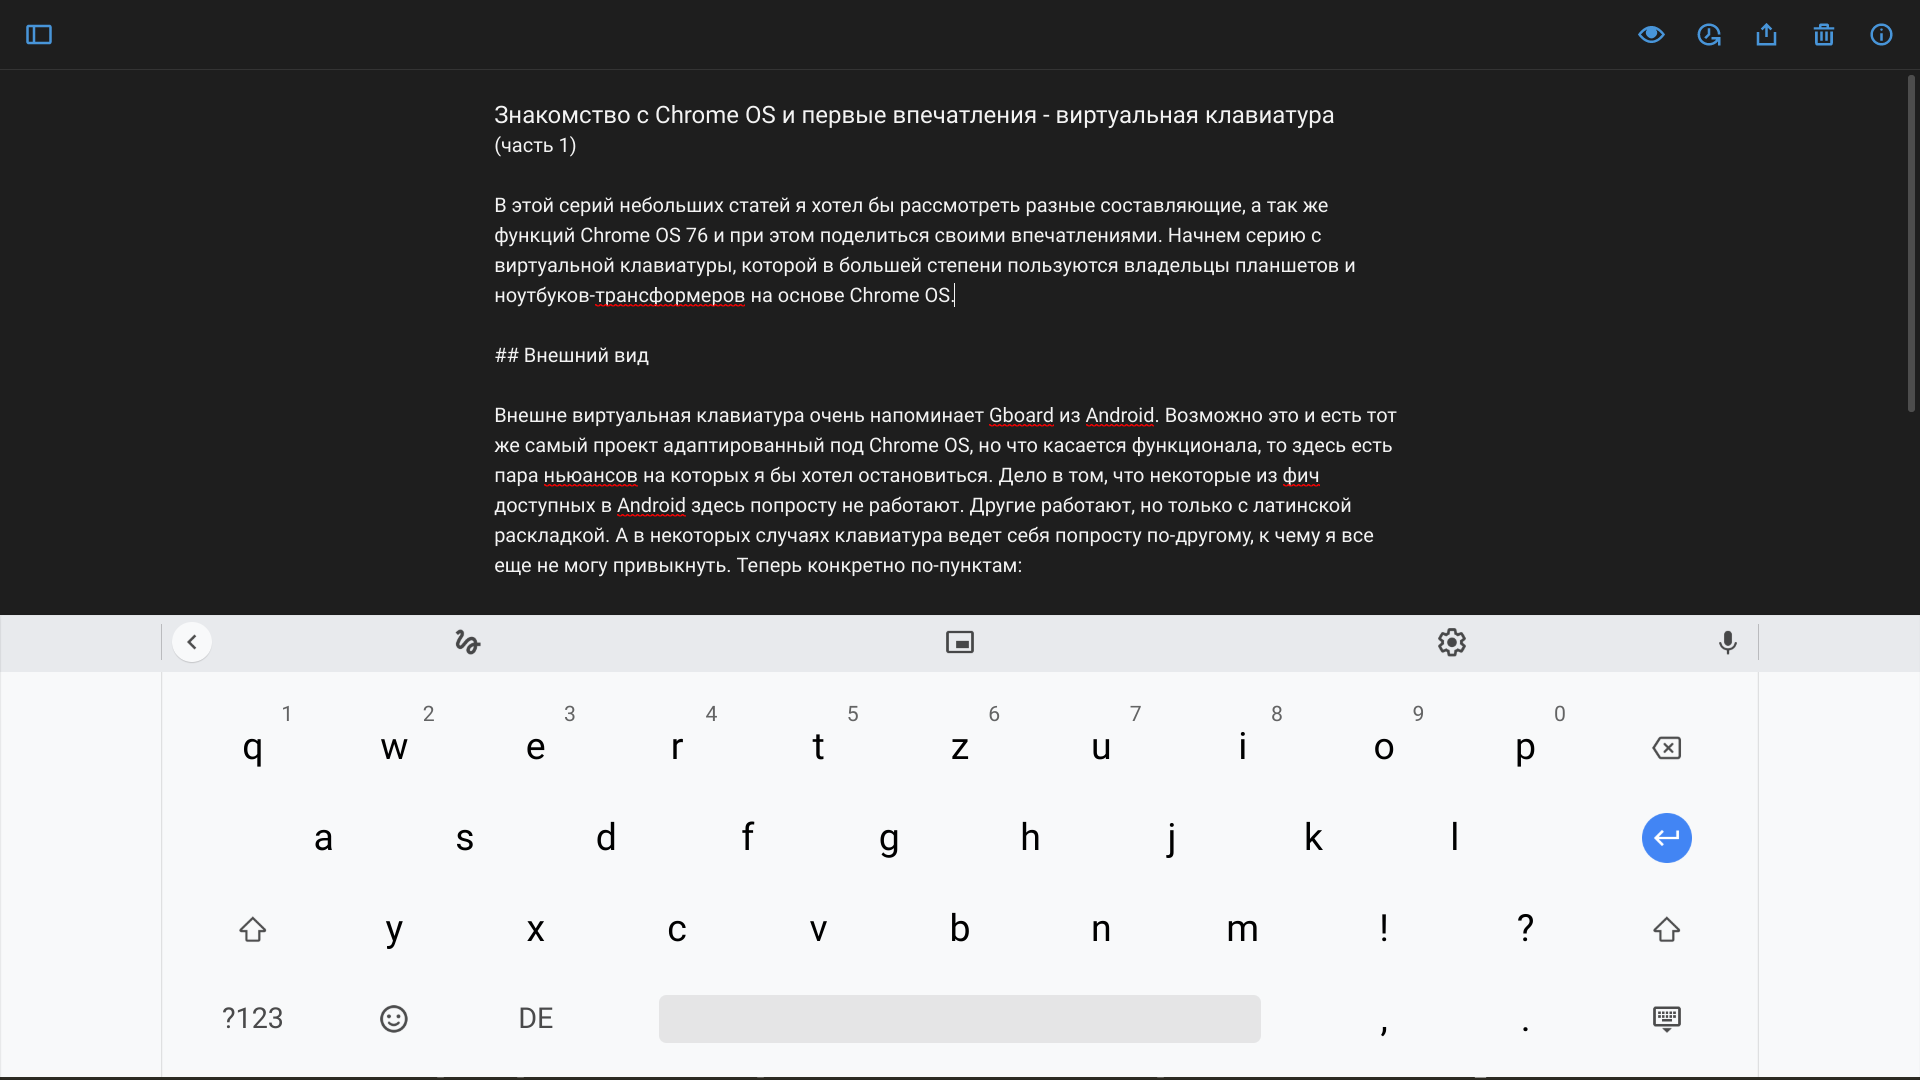 Знакомство с Chrome OS и первые впечатления - виртуальная клавиатура
(часть 1)
В этой серий небольших статей я хотел бы рассмотреть разные составляющие, а так же
функций Chrome OS 76 и при этом поделиться своими впечатлениями. Начнем серию с
виртуальной клавиатуры, которой в большей степени пользуются владельцы планшетов и
ноутбуков-трансформеров на основе Chrome OS.
## Внешний вид
Внешне виртуальная клавиатура очень напоминает Gboard из Android. Возможно это и есть тот
же самый проект адаптированный под Chrome OS, но что касается функционала, то здесь есть
пара ньюансов на которых я бы хотел остановиться. Дело в том, что некоторые из фич
доступных в Android здесь попросту не работают. Другие работают, но только с латинской
раскладкой. А в некоторых случаях клавиатура ведет себя попросту по-другому, к чему я все
еще не могу привыкнуть. Теперь конкретно по-пунктам:
1 2 3 4 5 6 7 8 9 0
q w e r t z u i o p
a s d f g h j k l
y x c v b n m ! ?
?123 DE , .